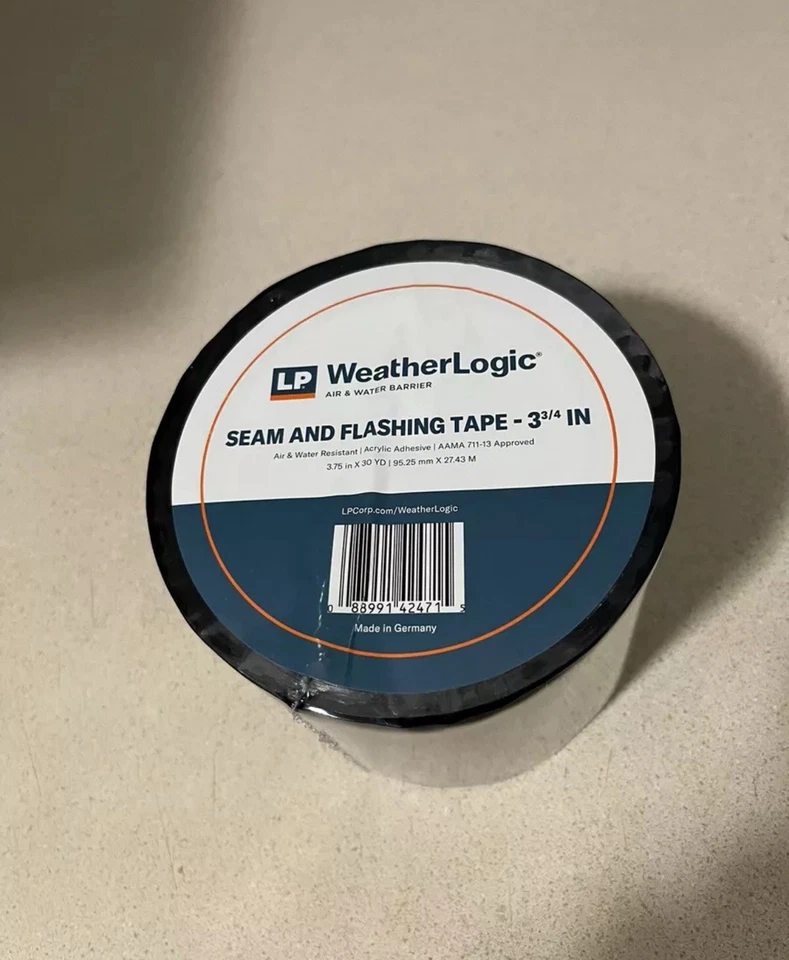 LP WeatherLogic®
AIR & WATER BARRIER
SEAM AND FLASHING TAPE - 3 3/4 IN
Air & Water Resistant | Acrylic Adhesive | AAMA 711-13 Approved
3.75 in X 30 YD | 95.25 mm X 27.43 M
LPCorp.com/WeatherLogic
0 88991 42471 5
Made in Germany